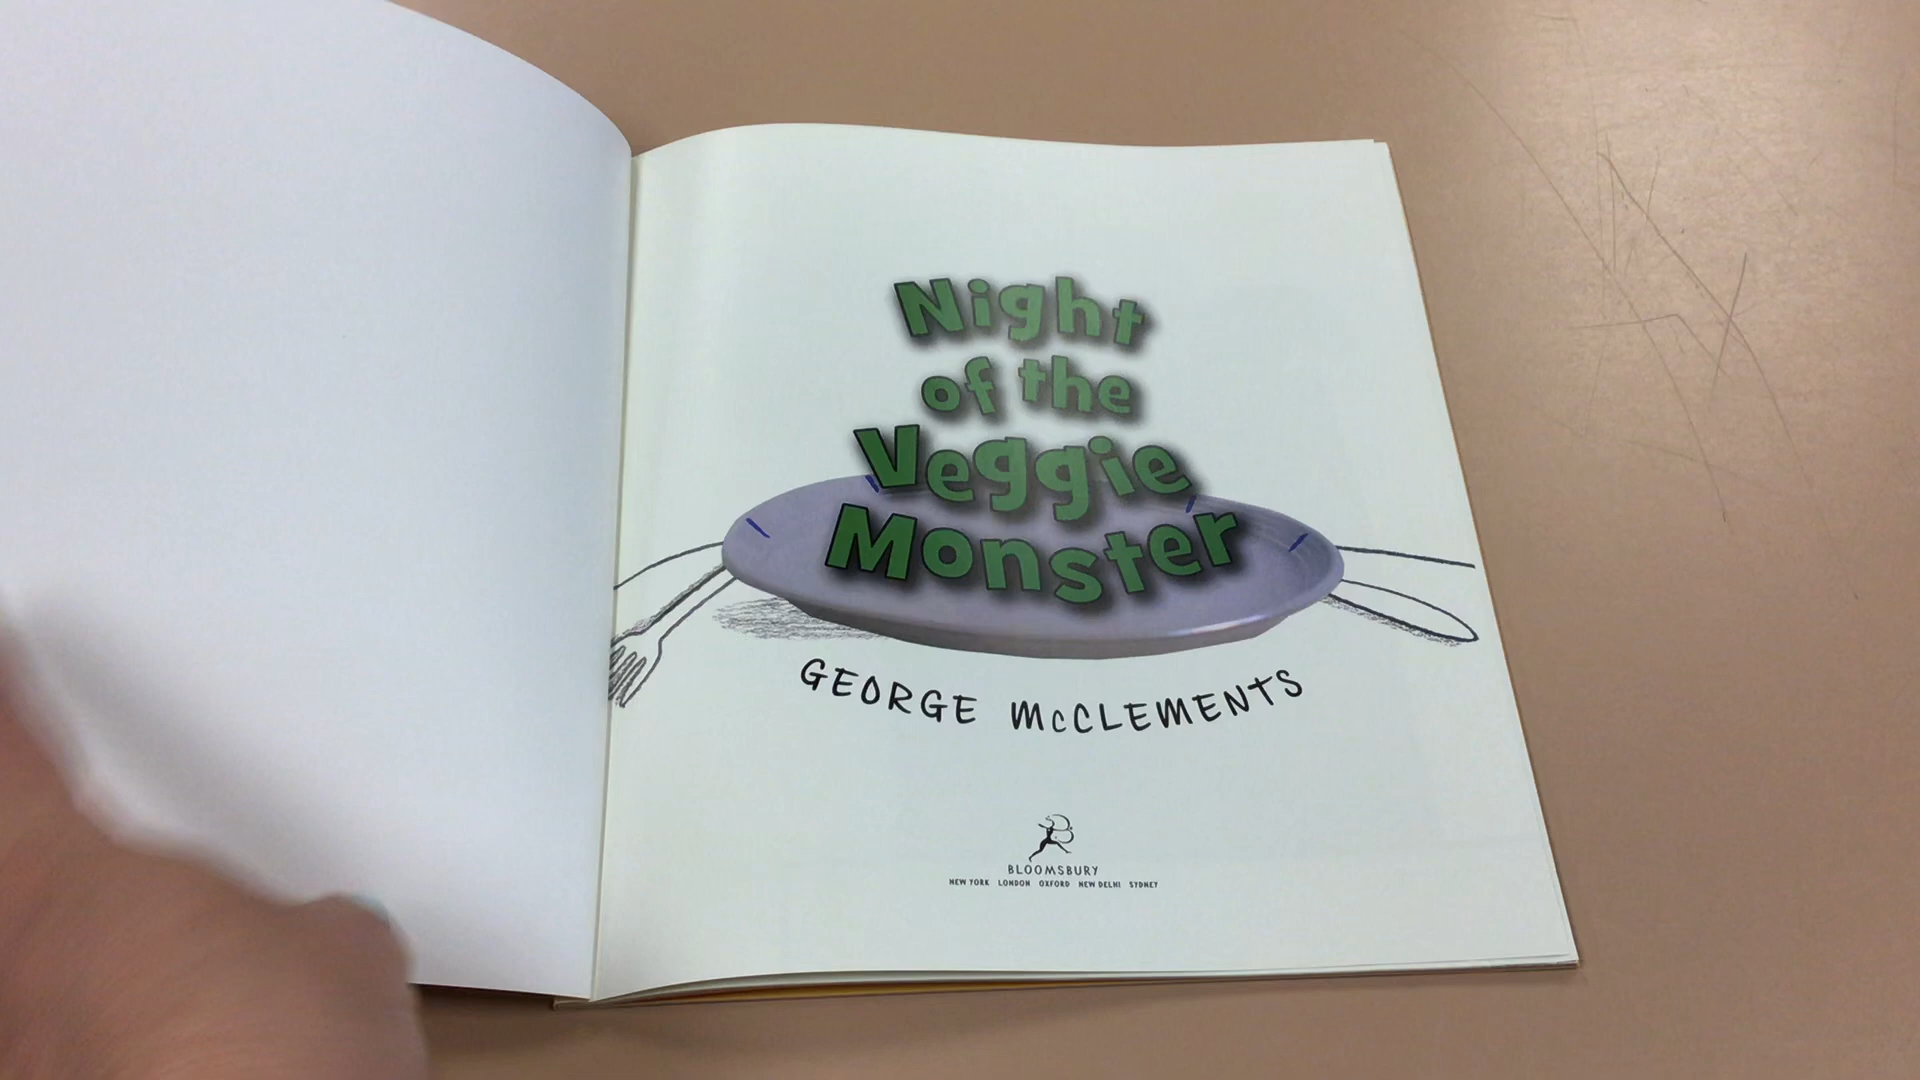 Night
of the
Veggie
Monster
GEORGE McCLEMENTS
BLOOMSBURY
NEW YORK LONDON OXFORD NEW DELHI SYDNEY